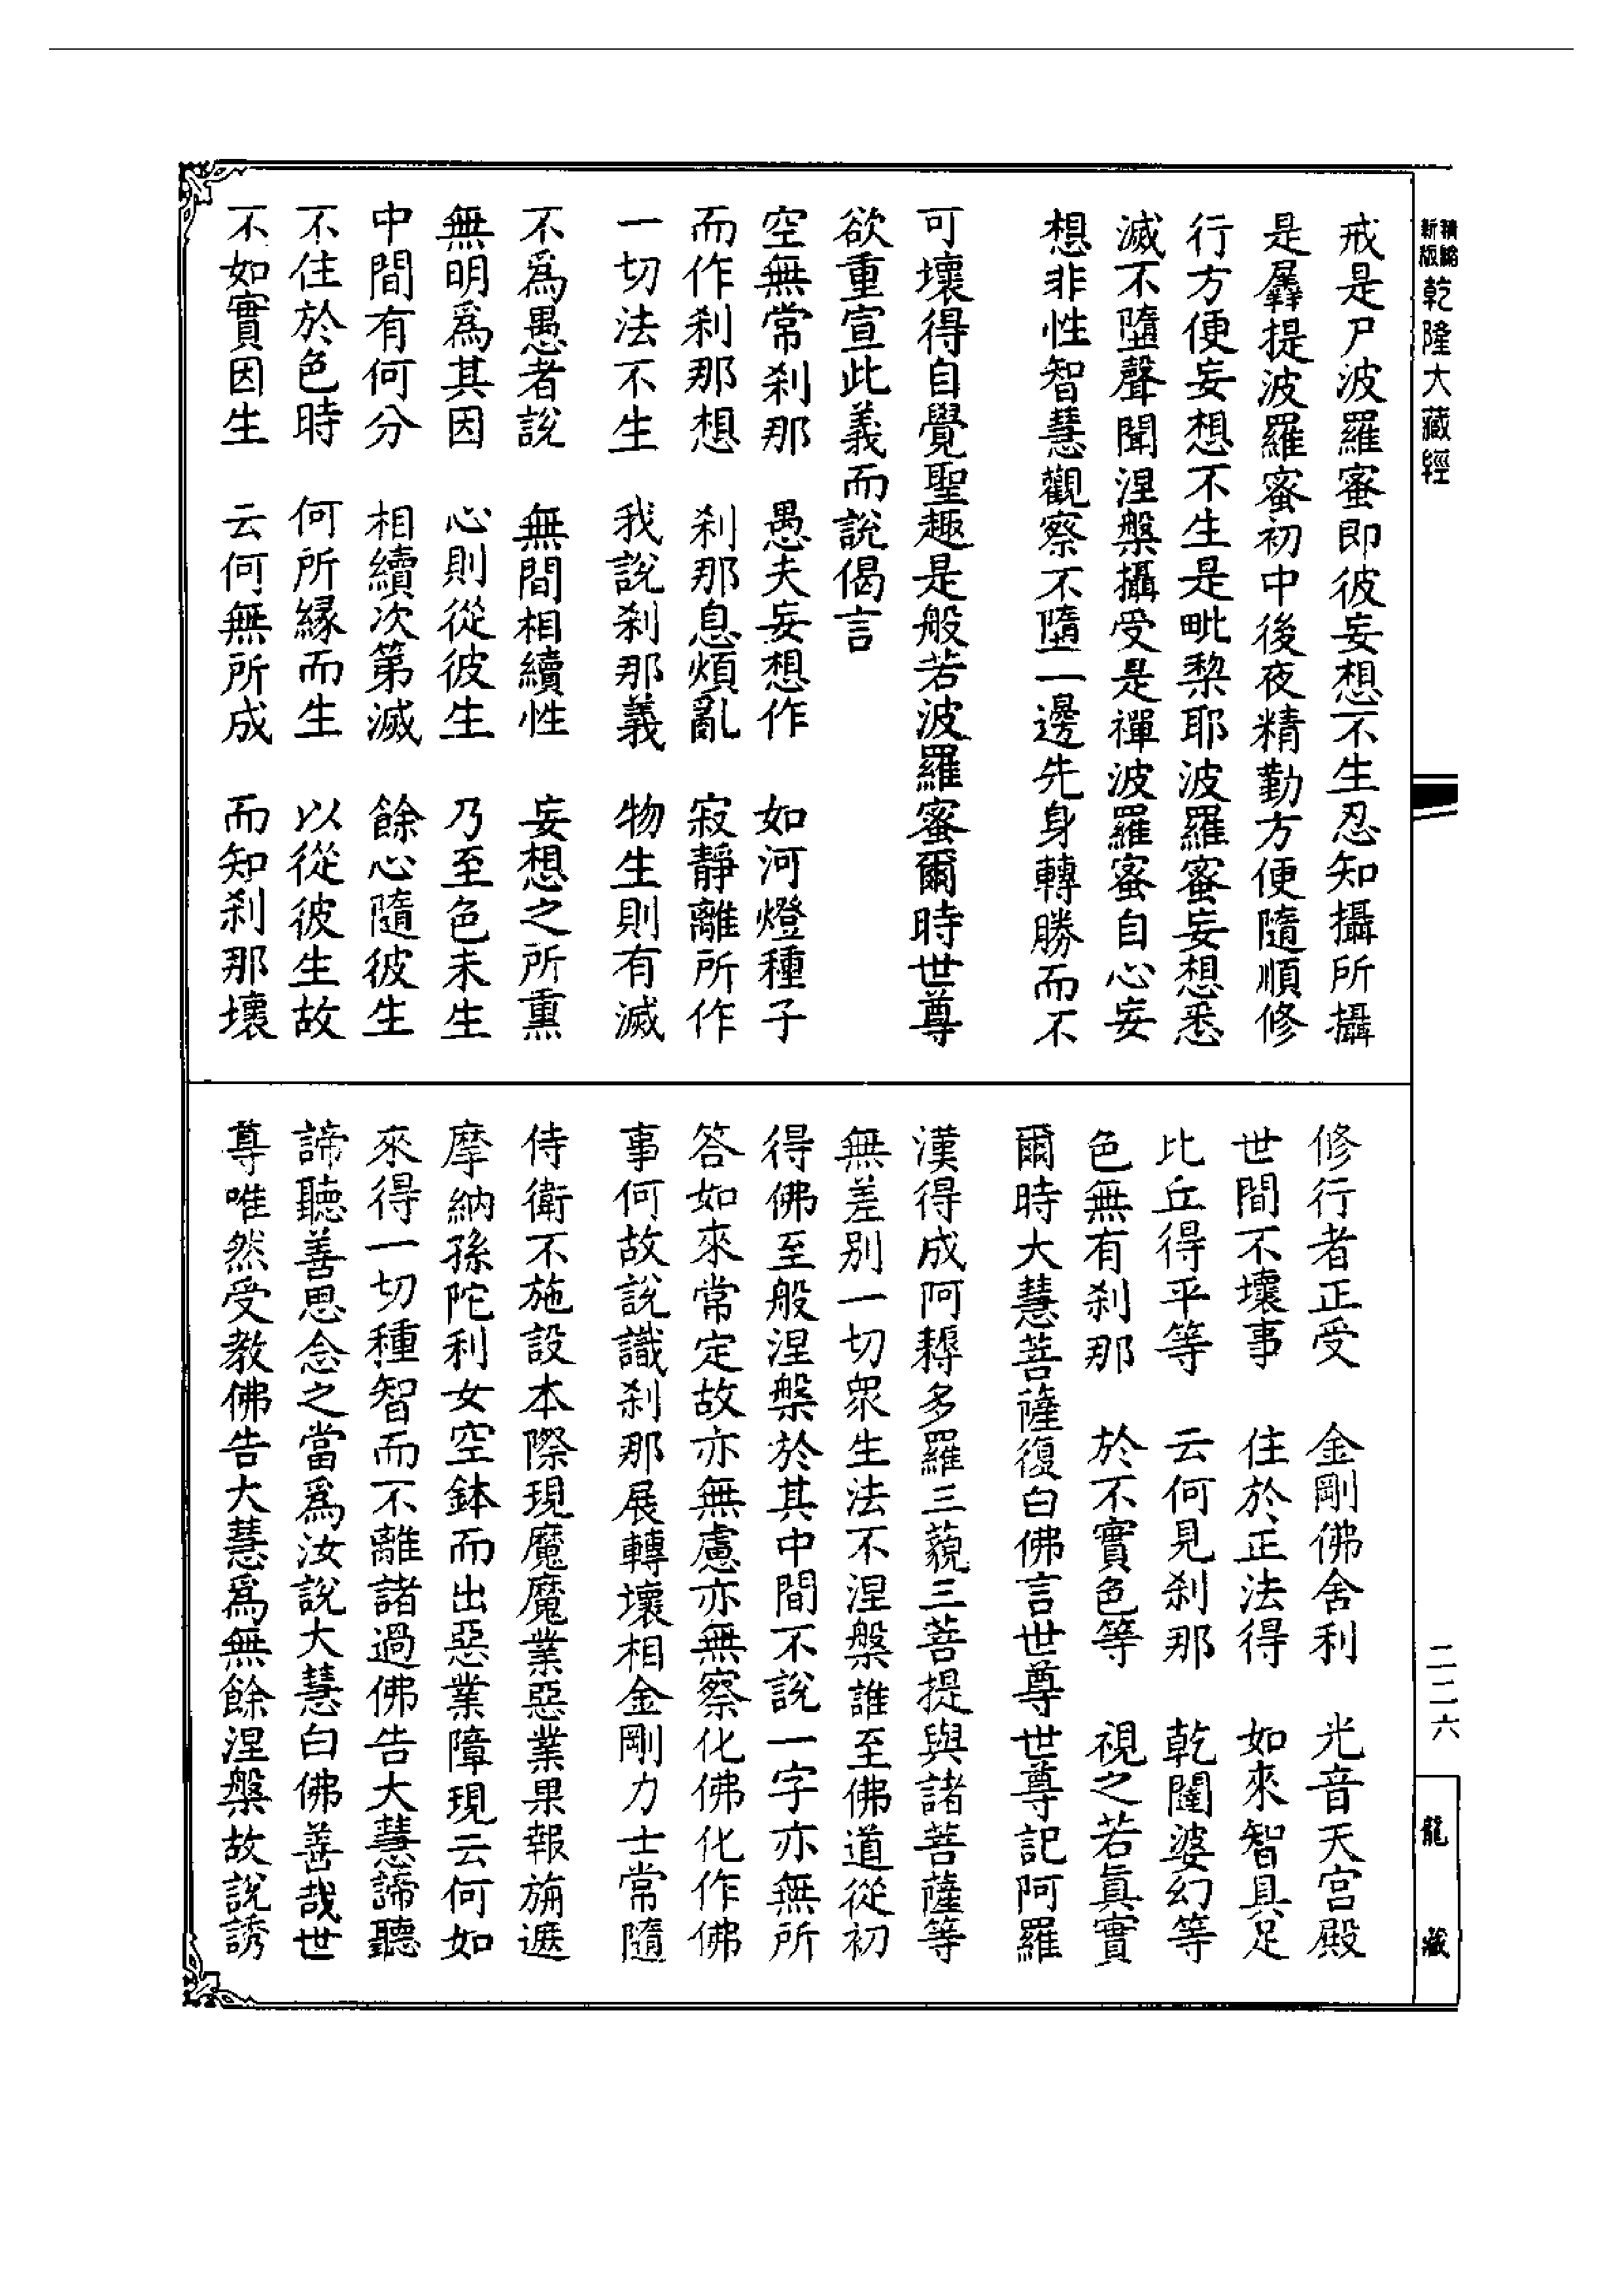 精縮新版乾隆大藏經
戒是尸波羅蜜即彼妄想不生忍知攝所攝
是羼提波羅蜜初中後夜精勤方便隨順修
行方便妄想不生是毗黎耶波羅蜜妄想悉
滅不墮聲聞涅槃攝受是禪波羅蜜自心妄
想非性智慧觀察不墮一邊先身轉勝而不
可壞得自覺聖趣是般若波羅蜜爾時世尊
欲重宣此義而說偈言
空無常剎那　愚夫妄想作　如河燈種子
而作剎那想　剎那息煩亂　寂靜離所作
一切法不生　我說剎那義　物生則有滅
不爲愚者說　無間相續性　妄想之所熏
無明爲其因　心則從彼生　乃至色未生
中間有何分　相續次第滅　餘心隨彼生
不住於色時　何所緣而生　以從彼生故
不如實因生　云何無所成　而知剎那壞
修行者正受　金剛佛舍利　光音天宫殿
世間不壞事　住於正法得　如來智具足
比丘得平等　云何見剎那　乾闥婆幻等
色無有剎那　於不實色等　視之若真實
爾時大慧菩薩復白佛言世尊世尊記阿羅
漢得成阿耨多羅三藐三菩提與諸菩薩等
無差別一切眾生法不涅槃誰至佛道從初
得佛至般涅槃於其中間不說一字亦無所
答如來常定故亦無慮亦無察化佛化作佛
事何故說識剎那展轉壞相金剛力士常隨
侍衛不施設本際現魔魔業惡業果報旃遮
摩納孫陀利女空鉢而出惡業障現云何如
來得一切種智而不離諸過佛告大慧諦聽
諦聽善思念之當爲汝說大慧白佛善哉世
尊唯然受教佛告大慧爲無餘涅槃故說誘
二二六
龍藏